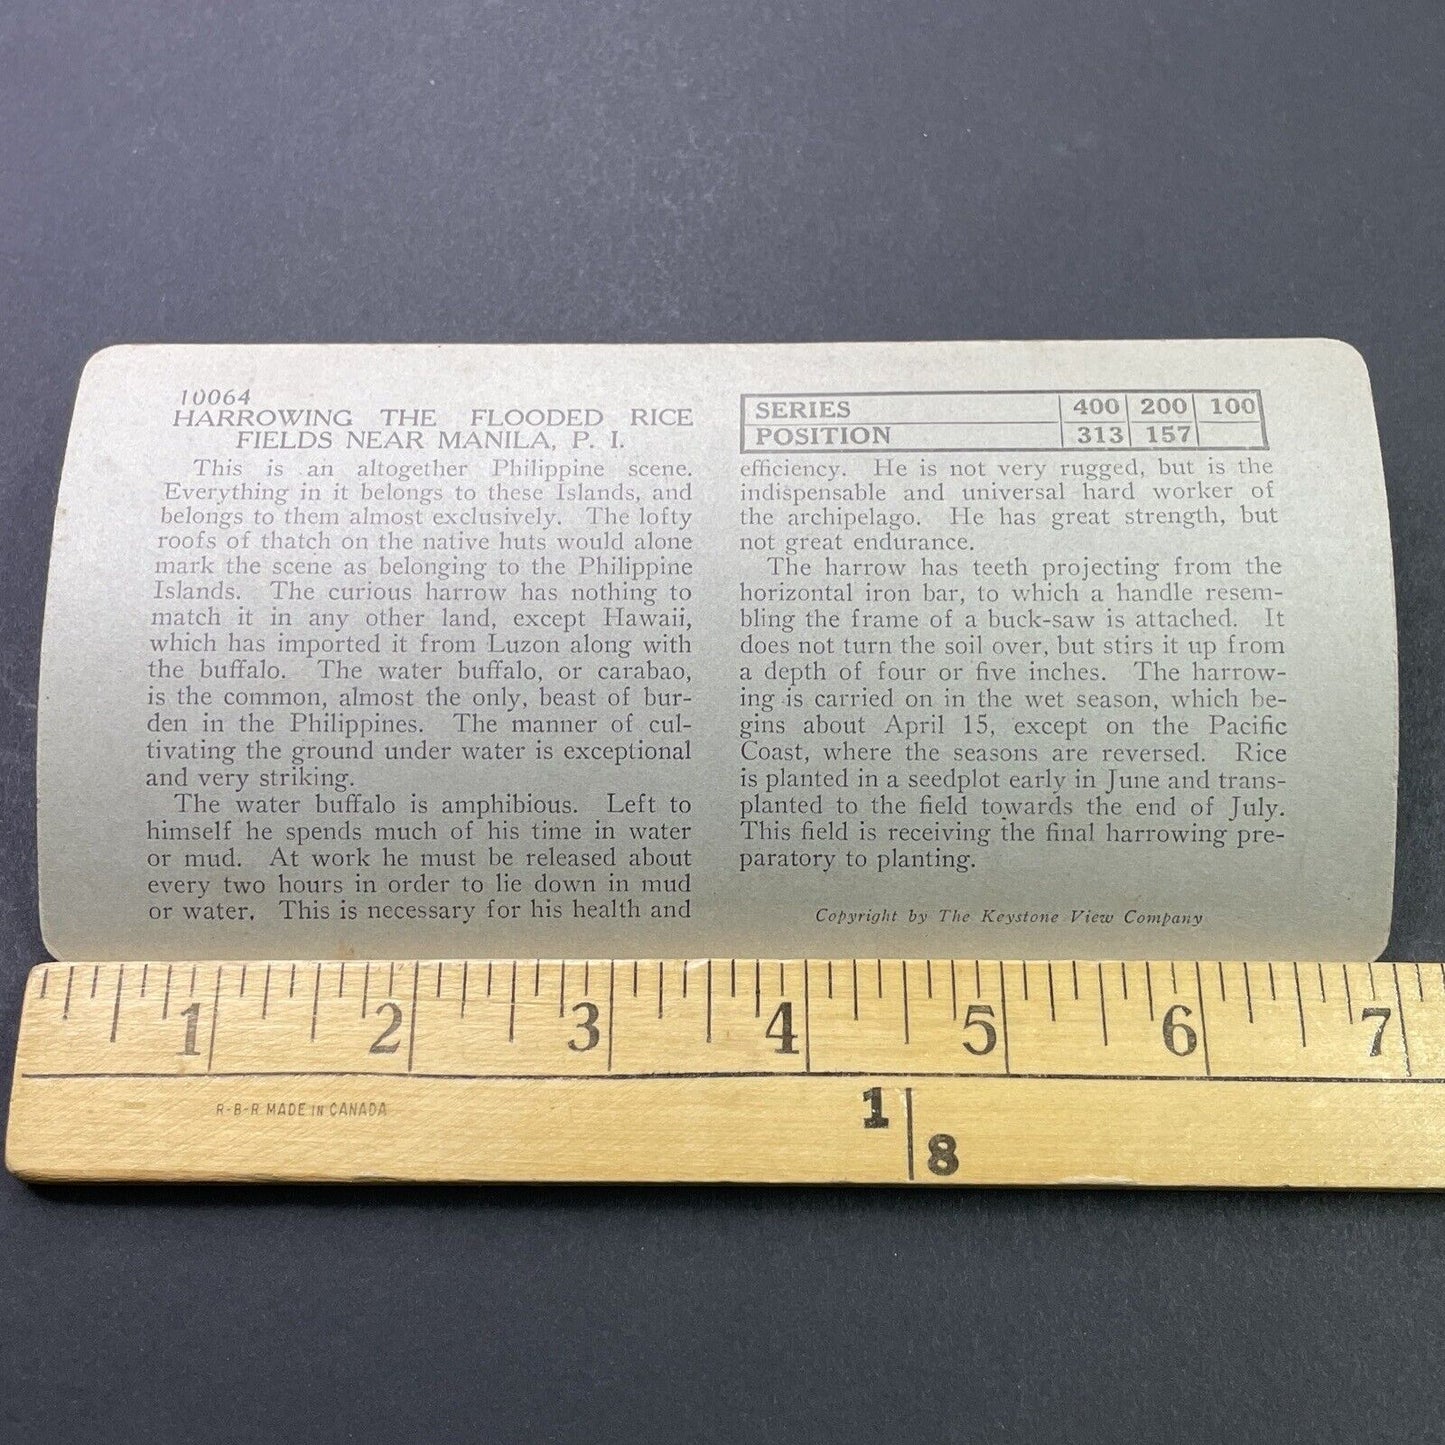 10064
HARROWING THE FLOODED RICE
FIELDS NEAR MANILA, P. I.
This is an altogether Philippine scene.
Everything in it belongs to these Islands, and
belongs to them almost exclusively. The lofty
roofs of thatch on the native huts would alone
mark the scene as belonging to the Philippine
Islands. The curious harrow has nothing to
match it in any other land, except Hawaii,
which has imported it from Luzon along with
the buffalo. The water buffalo, or carabao,
is the common, almost the only, beast of bur-
den in the Philippines. The manner of cul-
tivating the ground under water is exceptional
and very striking.
The water buffalo is amphibious. Left to
himself he spends much of his time in water
or mud. At work he must be released about
every two hours in order to lie down in mud
or water. This is necessary for his health and
SERIES 400 200 100
POSITION 313 157
efficiency. He is not very rugged, but is the
indispensable and universal hard worker of
the archipelago. He has great strength, but
not great endurance.
The harrow has teeth projecting from the
horizontal iron bar, to which a handle resem-
bling the frame of a buck-saw is attached. It
does not turn the soil over, but stirs it up from
a depth of four or five inches. The harrow-
ing is carried on in the wet season, which be-
gins about April 15, except on the Pacific
Coast, where the seasons are reversed. Rice
is planted in a seedplot early in June and trans-
planted to the field towards the end of July.
This field is receiving the final harrowing pre-
paratory to planting.
Copyright by The Keystone View Company
1 2 3 4 5 6 7
R-B-R MADE IN CANADA
1
8